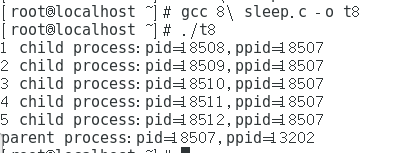 [root@localhost ~]# gcc 8\ sleep.c -o t8
[root@localhost ~]# ./t8
1 child process:pid=18508,ppid=18507
2 child process:pid=18509,ppid=18507
3 child process:pid=18510,ppid=18507
4 child process:pid=18511,ppid=18507
5 child process:pid=18512,ppid=18507
parent process:pid=18507,ppid=13202
[root@localhost ~]#